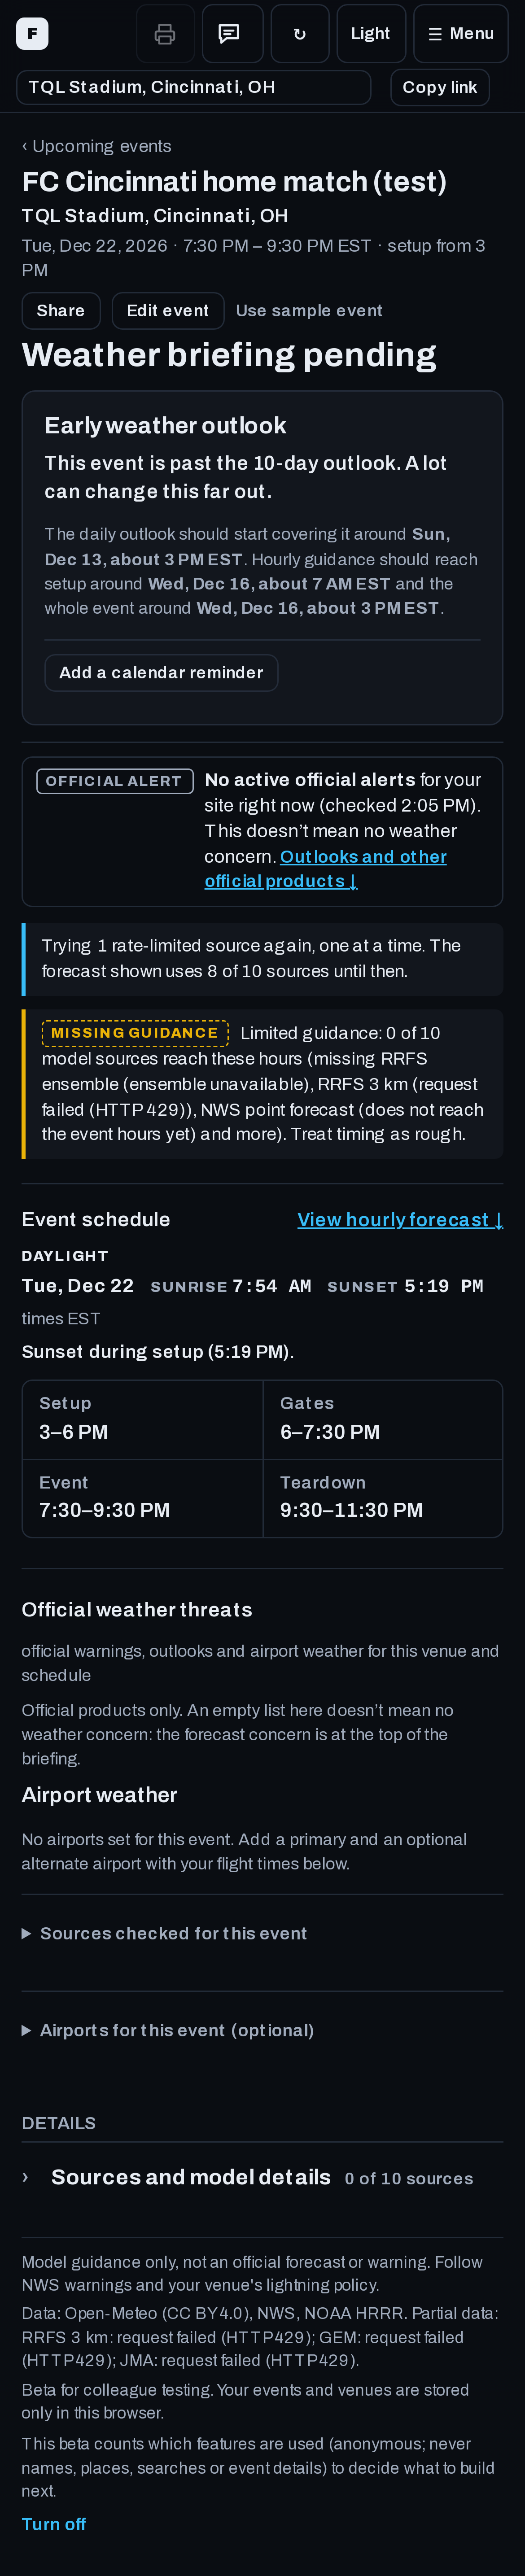 F
↻
Light
☰ Menu
TQL Stadium, Cincinnati, OH
Copy link
‹ Upcoming events
FC Cincinnati home match (test)
TQL Stadium, Cincinnati, OH
Tue, Dec 22, 2026 · 7:30 PM – 9:30 PM EST · setup from 3
PM
Share
Edit event
Use sample event
Weather briefing pending
Early weather outlook
This event is past the 10-day outlook. A lot
can change this far out.
The daily outlook should start covering it around Sun,
Dec 13, about 3 PM EST. Hourly guidance should reach
setup around Wed, Dec 16, about 7 AM EST and the
whole event around Wed, Dec 16, about 3 PM EST.
Add a calendar reminder
OFFICIAL ALERT
No active official alerts for your
site right now (checked 2:05 PM).
This doesn’t mean no weather
concern. Outlooks and other
official products ↓
Trying 1 rate-limited source again, one at a time. The
forecast shown uses 8 of 10 sources until then.
MISSING GUIDANCE Limited guidance: 0 of 10
model sources reach these hours (missing RRFS
ensemble (ensemble unavailable), RRFS 3 km (request
failed (HTTP 429)), NWS point forecast (does not reach
the event hours yet) and more). Treat timing as rough.
Event schedule
View hourly forecast ↓
DAYLIGHT
Tue, Dec 22 SUNRISE 7:54 AM SUNSET 5:19 PM
times EST
Sunset during setup (5:19 PM).
Setup
3–6 PM
Gates
6–7:30 PM
Event
7:30–9:30 PM
Teardown
9:30–11:30 PM
Official weather threats
official warnings, outlooks and airport weather for this venue and
schedule
Official products only. An empty list here doesn’t mean no
weather concern: the forecast concern is at the top of the
briefing.
Airport weather
No airports set for this event. Add a primary and an optional
alternate airport with your flight times below.
▶ Sources checked for this event
▶ Airports for this event (optional)
DETAILS
› Sources and model details 0 of 10 sources
Model guidance only, not an official forecast or warning. Follow
NWS warnings and your venue's lightning policy.
Data: Open-Meteo (CC BY 4.0), NWS, NOAA HRRR. Partial data:
RRFS 3 km: request failed (HTTP 429); GEM: request failed
(HTTP 429); JMA: request failed (HTTP 429).
Beta for colleague testing. Your events and venues are stored
only in this browser.
This beta counts which features are used (anonymous; never
names, places, searches or event details) to decide what to build
next.
Turn off